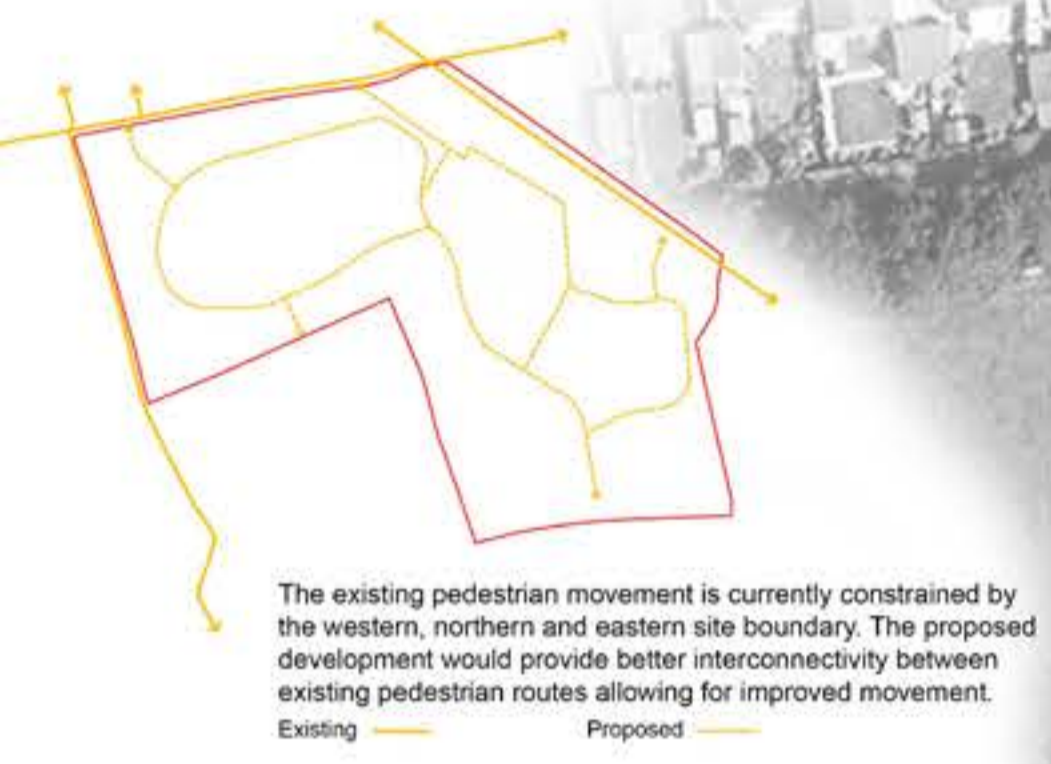 The existing pedestrian movement is currently constrained by
the western, northern and eastern site boundary. The proposed
development would provide better interconnectivity between
existing pedestrian routes allowing for improved movement.
Existing
Proposed